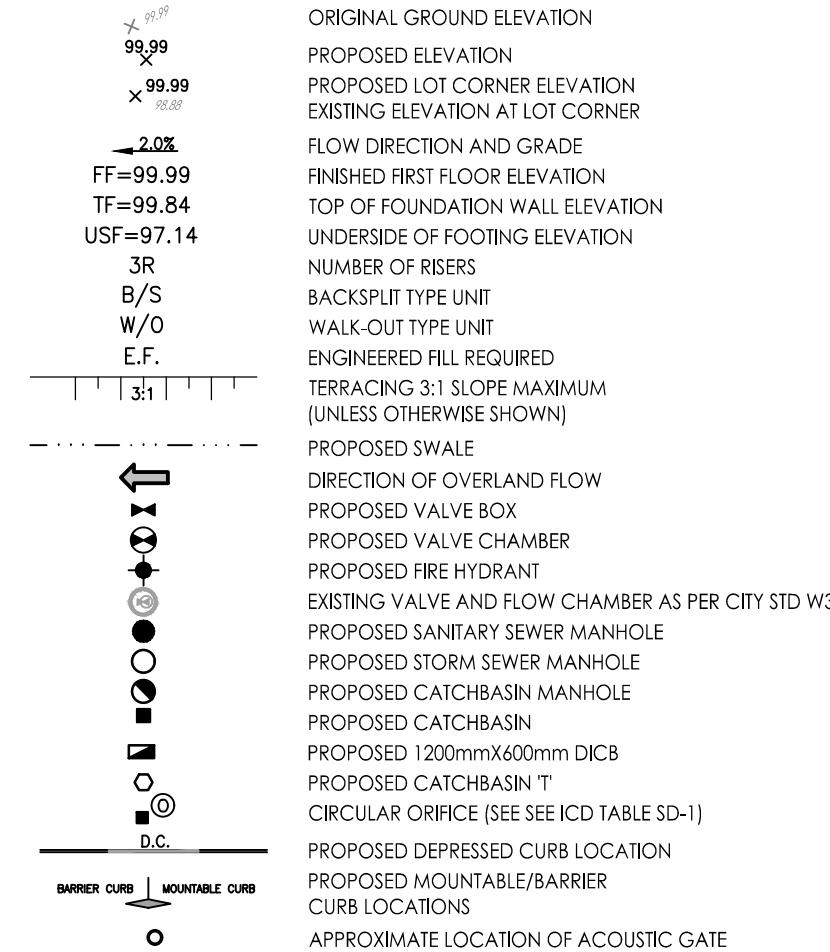 99.99 ORIGINAL GROUND ELEVATION
99.99 PROPOSED ELEVATION
99.99 PROPOSED LOT CORNER ELEVATION
98.88 EXISTING ELEVATION AT LOT CORNER
2.0% FLOW DIRECTION AND GRADE
FF=99.99 FINISHED FIRST FLOOR ELEVATION
TF=99.84 TOP OF FOUNDATION WALL ELEVATION
USF=97.14 UNDERSIDE OF FOOTING ELEVATION
3R NUMBER OF RISERS
B/S BACKSPLIT TYPE UNIT
W/O WALK-OUT TYPE UNIT
E.F. ENGINEERED FILL REQUIRED
3:1 TERRACING 3:1 SLOPE MAXIMUM
(UNLESS OTHERWISE SHOWN)
PROPOSED SWALE
DIRECTION OF OVERLAND FLOW
PROPOSED VALVE BOX
PROPOSED VALVE CHAMBER
PROPOSED FIRE HYDRANT
EXISTING VALVE AND FLOW CHAMBER AS PER CITY STD W3
PROPOSED SANITARY SEWER MANHOLE
PROPOSED STORM SEWER MANHOLE
PROPOSED CATCHBASIN MANHOLE
PROPOSED CATCHBASIN
PROPOSED 1200mmX600mm DICB
PROPOSED CATCHBASIN 'T'
O CIRCULAR ORIFICE (SEE SEE ICD TABLE SD-1)
D.C. PROPOSED DEPRESSED CURB LOCATION
BARRIER CURB MOUNTABLE CURB PROPOSED MOUNTABLE/BARRIER
CURB LOCATIONS
APPROXIMATE LOCATION OF ACOUSTIC GATE